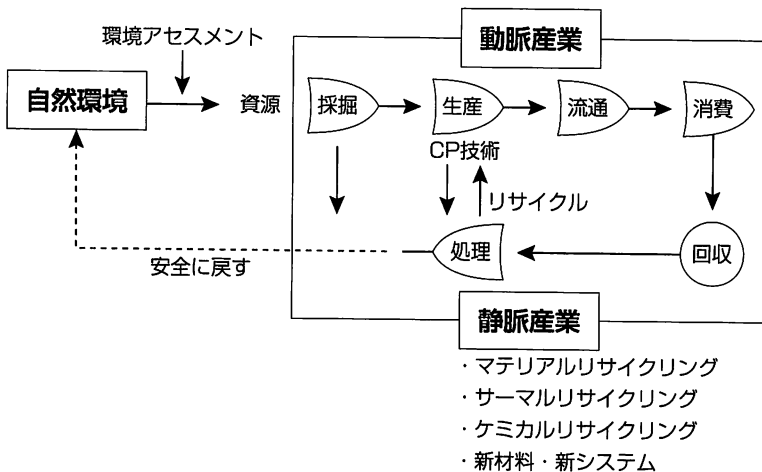 環境アセスメント
動脈産業
自然環境
資源
採掘
生産
流通
消費
CP技術
リサイクル
処理
回収
安全に戻す
静脈産業
・マテリアルリサイクリング
・サーマルリサイクリング
・ケミカルリサイクリング
・新材料・新システム